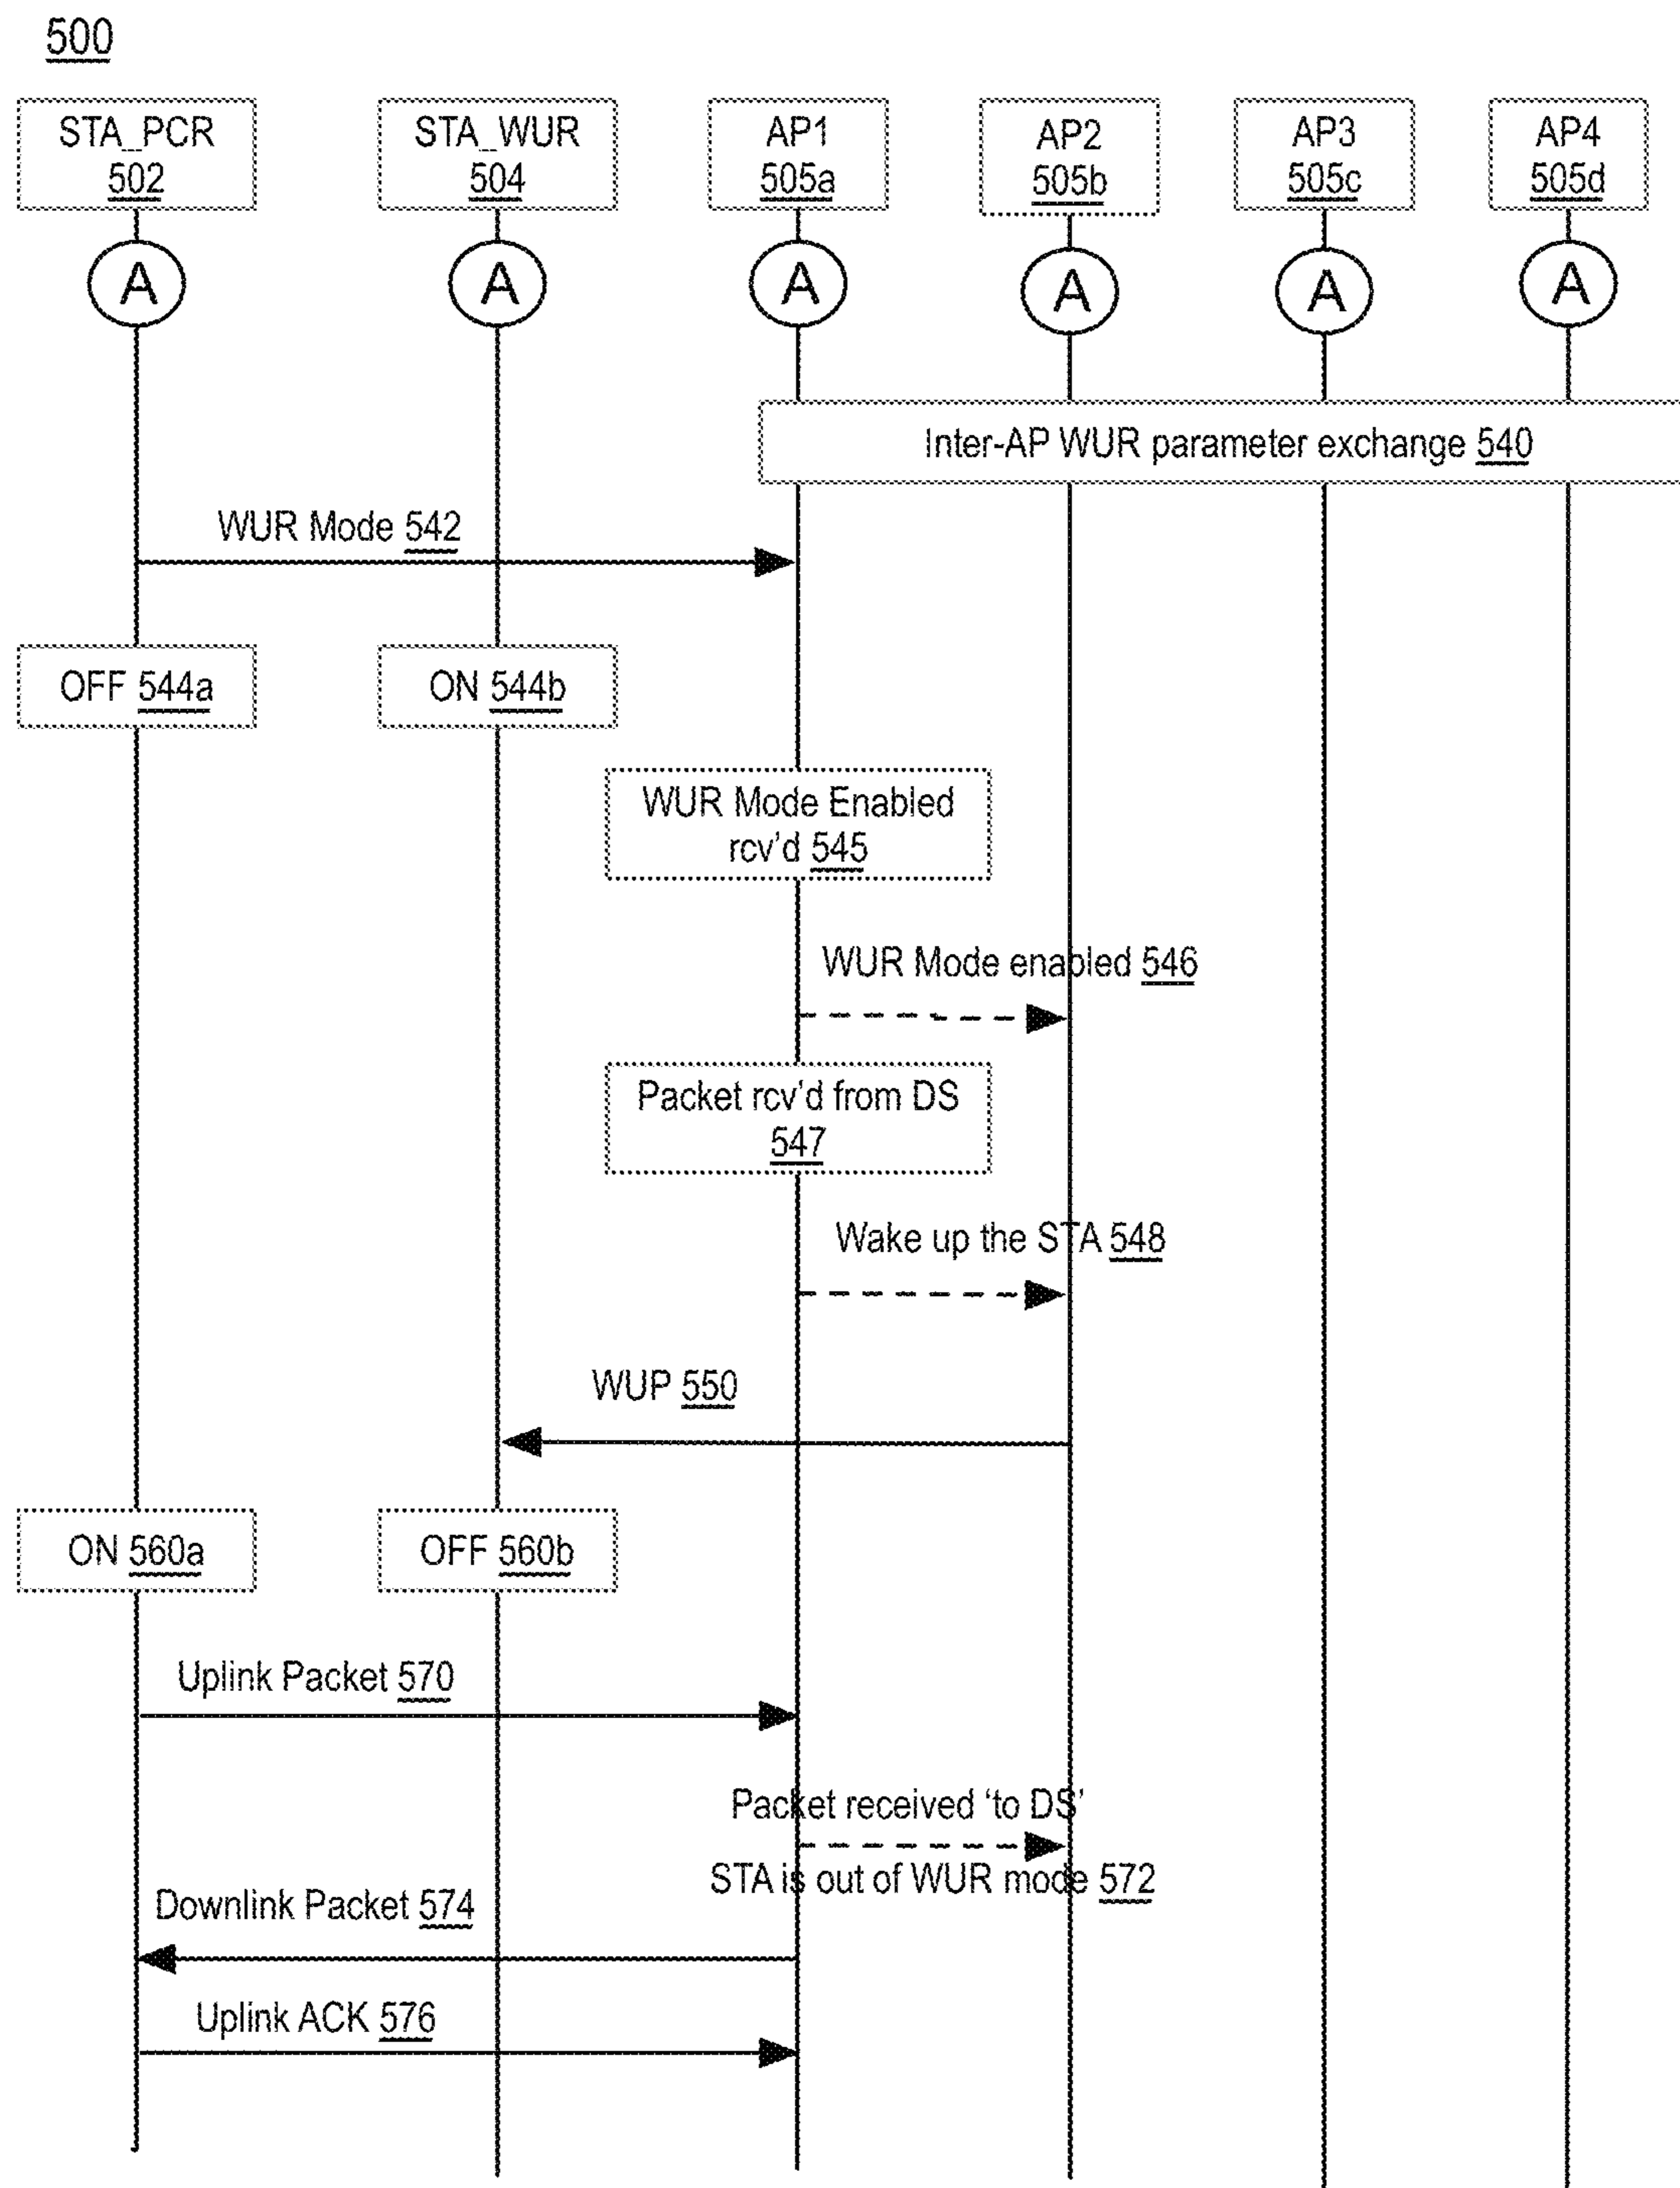 500
STA_PCR
502
STA_WUR
504
AP1
505a
AP2
505b
AP3
505c
AP4
505d
A
A
A
A
A
A
Inter-AP WUR parameter exchange 540
WUR Mode 542
OFF 544a
ON 544b
WUR Mode Enabled
rcv'd 545
WUR Mode enabled 546
Packet rcv'd from DS
547
Wake up the STA 548
WUP 550
ON 560a
OFF 560b
Uplink Packet 570
Packet received 'to DS'
STA is out of WUR mode 572
Downlink Packet 574
Uplink ACK 576